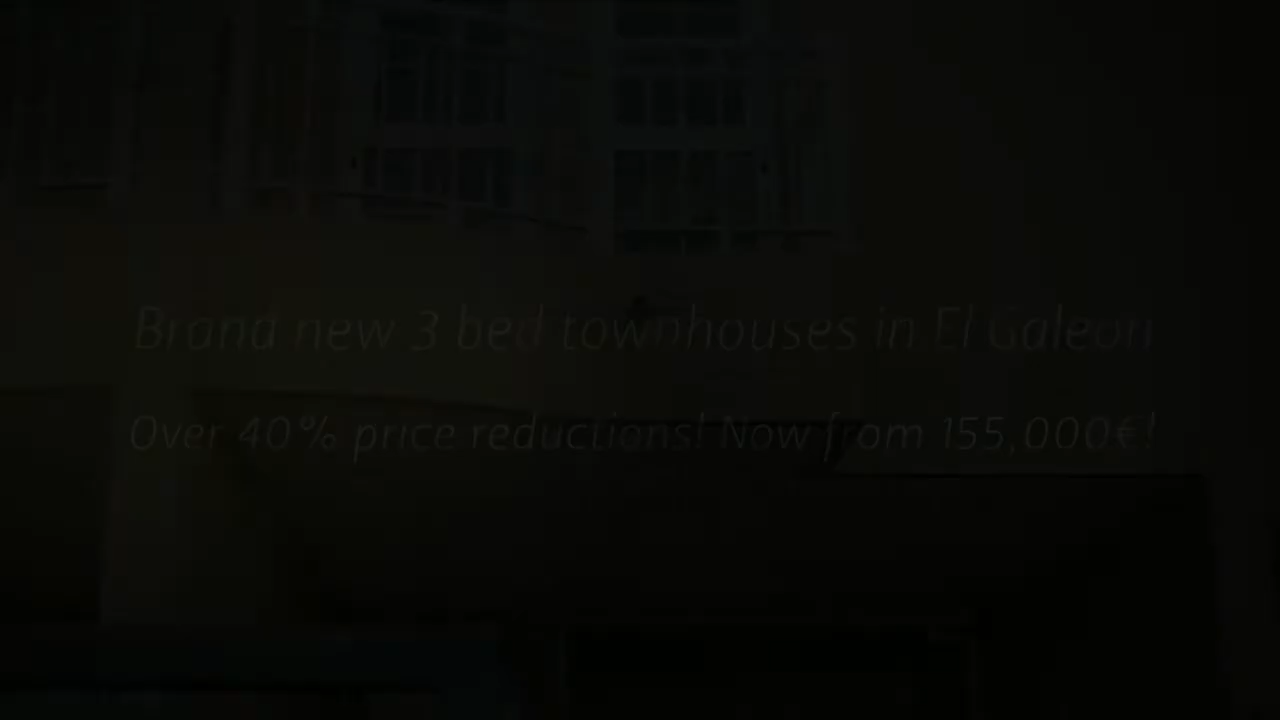 Brand new 3 bed townhouses in El Galeon
Over 40% price reductions! Now from 155,000€!